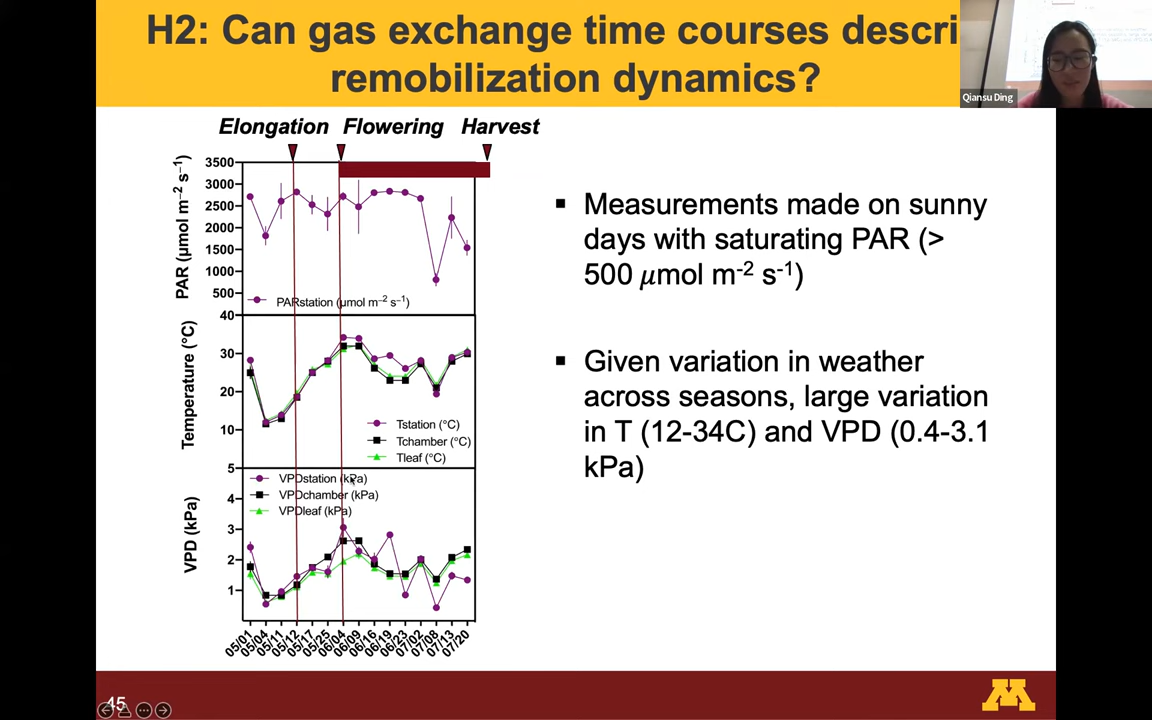 H2: Can gas exchange time courses descri
remobilization dynamics?
Qiansu Ding
Elongation Flowering Harvest
PAR (μmol m⁻² s⁻¹)
3500
3000
2500
2000
1500
1000
500
PARstation (μmol m⁻² s⁻¹)
Temperature (°C)
40
30
20
10
Tstation (°C)
Tchamber (°C)
Tleaf (°C)
VPD (kPa)
5
4
3
2
1
VPDstation (kPa)
VPDchamber (kPa)
VPDleaf (kPa)
05/01
05/04
05/11
05/12
05/17
05/25
06/04
06/09
06/16
06/19
06/23
07/02
07/08
07/13
07/20
▪ Measurements made on sunny
days with saturating PAR (>
500 μmol m⁻² s⁻¹)
▪ Given variation in weather
across seasons, large variation
in T (12-34C) and VPD (0.4-3.1
kPa)
45
M